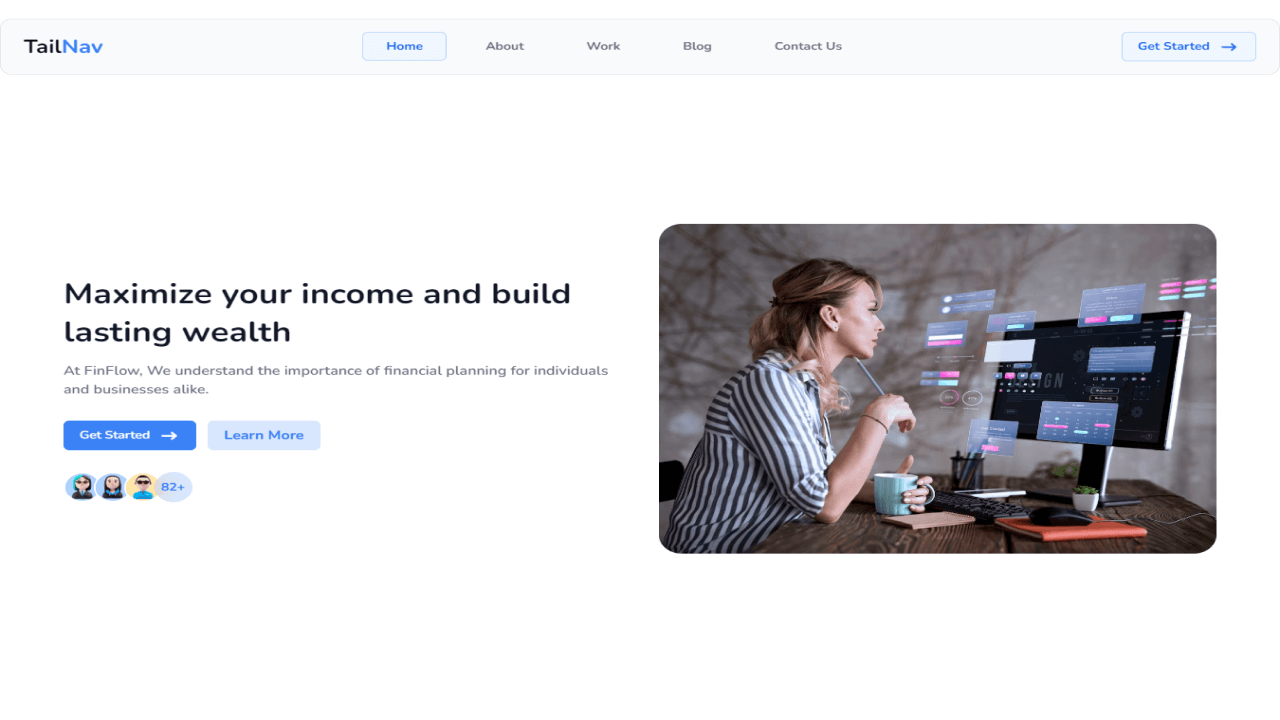 TailNav
Home
About
Work
Blog
Contact Us
Get Started
Maximize your income and build
lasting wealth
At FinFlow, We understand the importance of financial planning for individuals
and businesses alike.
Get Started
Learn More
82+